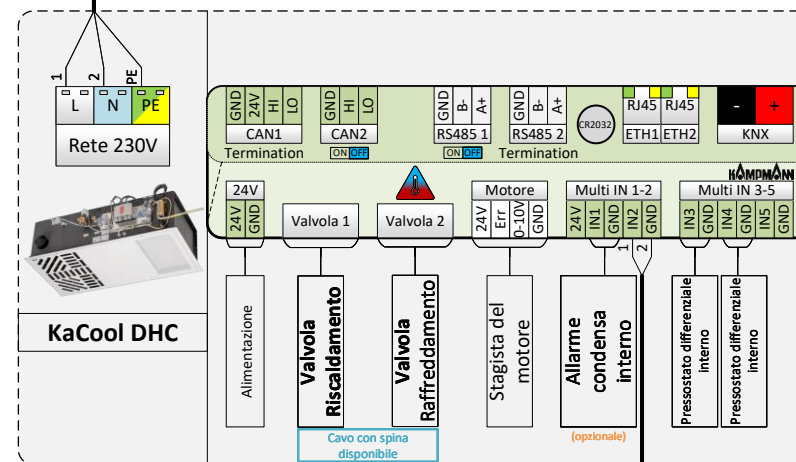 1
2
PE
L
N
PE
Rete 230V
KaCool DHC
GND
24V
HI
LO
CAN1
GND
HI
LO
CAN2
GND
B-
A+
RS485 1
GND
B-
A+
RS485 2
CR2032
RJ45
RJ45
ETH1
ETH2
-
+
KNX
Termination
ON OFF
ON OFF
Termination
KAMPMANN
24V
24V
GND
Valvola 1
Valvola 2
Motore
24V
Err
0-10V
GND
Multi IN 1-2
24V
IN1
GND
IN2
GND
1
2
Multi IN 3-5
IN3
GND
IN4
GND
IN5
GND
Alimentazione
Valvola
Riscaldamento
Valvola
Raffreddamento
Cavo con spina
disponibile
Stagista del
motore
Allarme
condensa
interno
(opzionale)
Pressostato differenziale
interno
Pressostato differenziale
interno